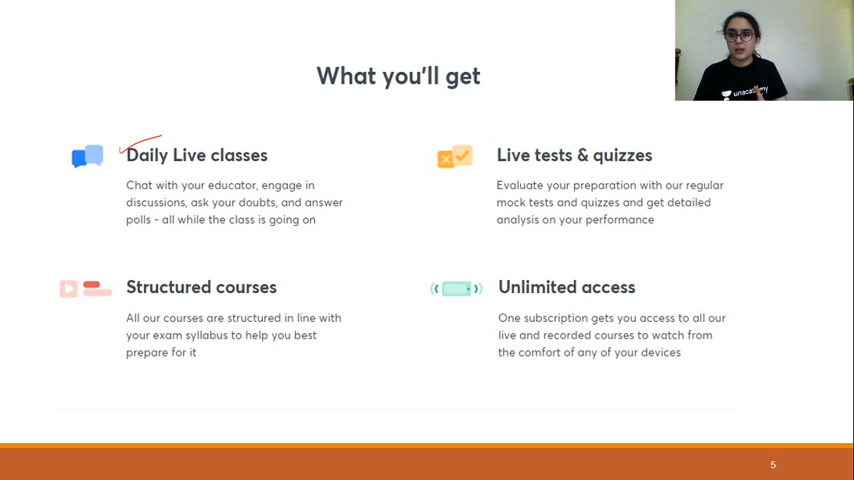 What you'll get
unacademy
Daily Live classes
Chat with your educator, engage in
discussions, ask your doubts, and answer
polls - all while the class is going on
Live tests & quizzes
Evaluate your preparation with our regular
mock tests and quizzes and get detailed
analysis on your performance
Structured courses
All our courses are structured in line with
your exam syllabus to help you best
prepare for it
Unlimited access
One subscription gets you access to all our
live and recorded courses to watch from
the comfort of any of your devices
5